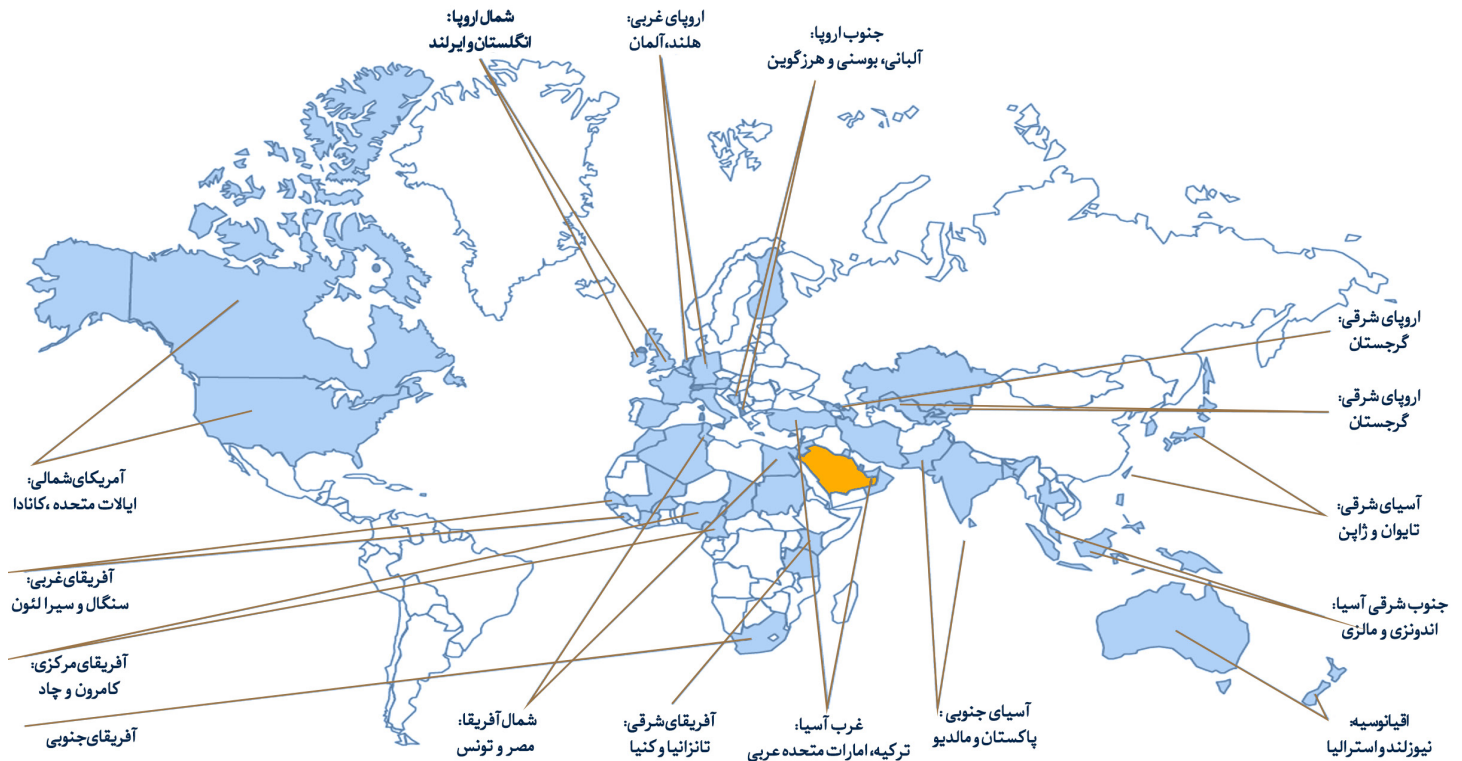 شمال اروپا:
انگلستان و ایرلند
اروپای غربی:
هلند، آلمان
جنوب اروپا:
آلبانی، بوسنی و هرزگوین
اروپای شرقی:
گرجستان
اروپای شرقی:
گرجستان
آسیای شرقی:
تایوان و ژاپن
جنوب شرقی آسیا:
اندونزی و مالزی
اقیانوسیه:
نیوزلند و استرالیا
آسیای جنوبی:
پاکستان و مالدیو
غرب آسیا:
ترکیه، امارات متحده عربی
آفریقای شرقی:
تانزانیا و کنیا
شمال آفریقا:
مصر و تونس
آمریکای شمالی:
ایالات متحده ،کانادا
آفریقای غربی:
سنگال و سیرا لئون
آفریقای مرکزی:
کامرون و چاد
آفریقای جنوبی